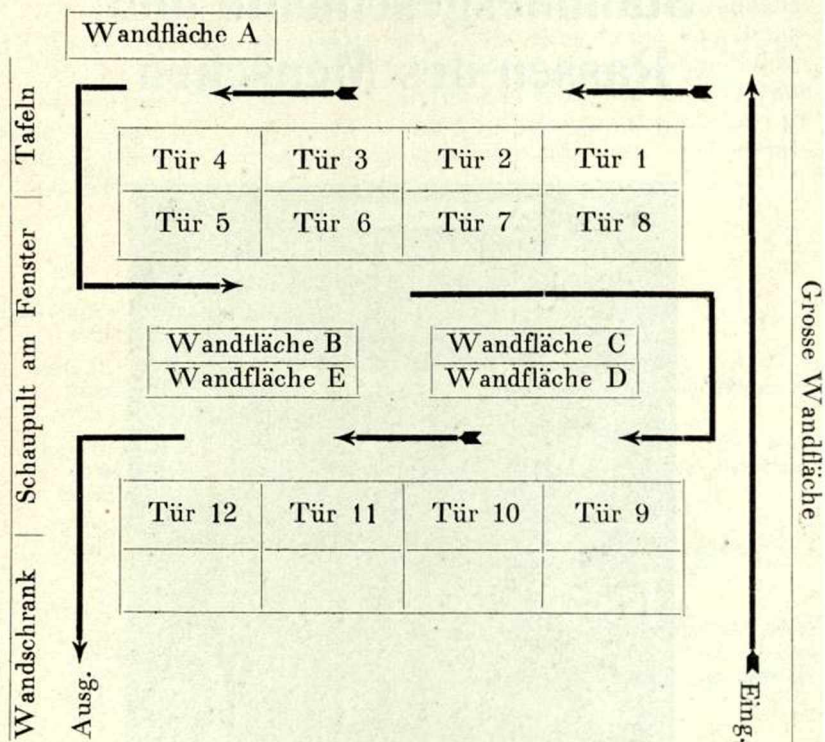 Wandfläche A
Tafeln
Tür 4 Tür 3 Tür 2 Tür 1
Tür 5 Tür 6 Tür 7 Tür 8
Schaupult am Fenster
Grosse Wandfläche
Wandfläche B Wandfläche C
Wandfläche E Wandfläche D
Tür 12 Tür 11 Tür 10 Tür 9
Wandschrank
Ausg.
Eing.